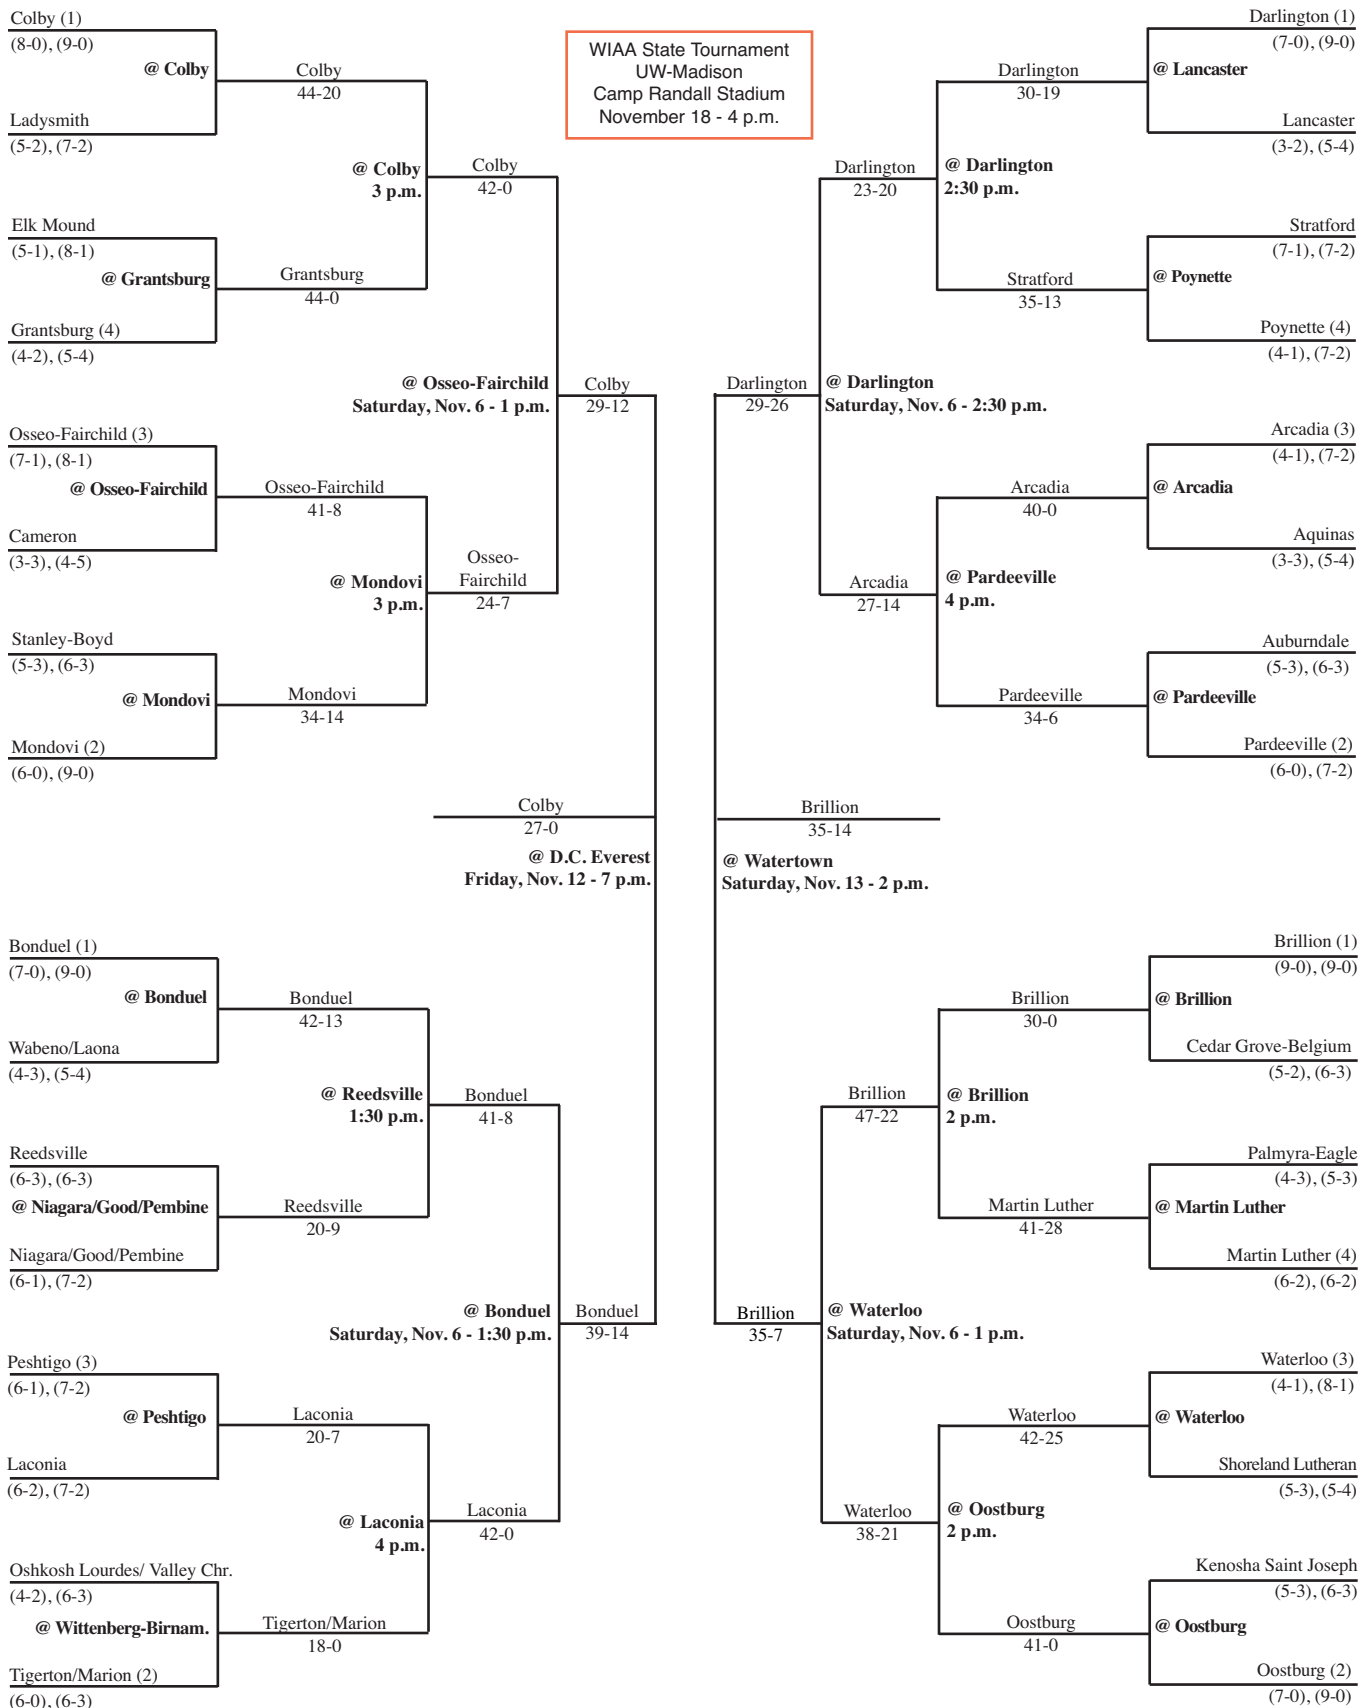 WIAA State Tournament
UW-Madison
Camp Randall Stadium
November 18 - 4 p.m.
Colby (1)
(8-0), (9-0)
@ Colby
Ladysmith
(5-2), (7-2)
Colby
44-20
@ Colby
3 p.m.
Elk Mound
(5-1), (8-1)
@ Grantsburg
Grantsburg (4)
(4-2), (5-4)
Grantsburg
44-0
Colby
42-0
@ Osseo-Fairchild
Saturday, Nov. 6 - 1 p.m.
Osseo-Fairchild (3)
(7-1), (8-1)
@ Osseo-Fairchild
Cameron
(3-3), (4-5)
Osseo-Fairchild
41-8
@ Mondovi
3 p.m.
Stanley-Boyd
(5-3), (6-3)
@ Mondovi
Mondovi (2)
(6-0), (9-0)
Mondovi
34-14
Osseo-
Fairchild
24-7
Colby
29-12
Colby
27-0
@ D.C. Everest
Friday, Nov. 12 - 7 p.m.
Bonduel (1)
(7-0), (9-0)
@ Bonduel
Wabeno/Laona
(4-3), (5-4)
Bonduel
42-13
@ Reedsville
1:30 p.m.
Reedsville
(6-3), (6-3)
@ Niagara/Good/Pembine
Niagara/Good/Pembine
(6-1), (7-2)
Reedsville
20-9
Bonduel
41-8
@ Bonduel
Saturday, Nov. 6 - 1:30 p.m.
Bonduel
39-14
Peshtigo (3)
(6-1), (7-2)
@ Peshtigo
Laconia
(6-2), (7-2)
Laconia
20-7
@ Laconia
4 p.m.
Oshkosh Lourdes/ Valley Chr.
(4-2), (6-3)
@ Wittenberg-Birnam.
Tigerton/Marion (2)
(6-0), (6-3)
Tigerton/Marion
18-0
Laconia
42-0
Darlington (1)
(7-0), (9-0)
@ Lancaster
Lancaster
(3-2), (5-4)
Darlington
30-19
@ Darlington
2:30 p.m.
Stratford
(7-1), (7-2)
@ Poynette
Poynette (4)
(4-1), (7-2)
Stratford
35-13
Darlington
23-20
@ Darlington
Saturday, Nov. 6 - 2:30 p.m.
Darlington
29-26
Arcadia (3)
(4-1), (7-2)
@ Arcadia
Aquinas
(3-3), (5-4)
Arcadia
40-0
@ Pardeeville
4 p.m.
Auburndale
(5-3), (6-3)
@ Pardeeville
Pardeeville (2)
(6-0), (7-2)
Pardeeville
34-6
Arcadia
27-14
Brillion
35-14
@ Watertown
Saturday, Nov. 13 - 2 p.m.
Brillion (1)
(9-0), (9-0)
@ Brillion
Cedar Grove-Belgium
(5-2), (6-3)
Brillion
30-0
@ Brillion
2 p.m.
Palmyra-Eagle
(4-3), (5-3)
@ Martin Luther
Martin Luther (4)
(6-2), (6-2)
Martin Luther
41-28
Brillion
47-22
@ Waterloo
Saturday, Nov. 6 - 1 p.m.
Brillion
35-7
Waterloo (3)
(4-1), (8-1)
@ Waterloo
Shoreland Lutheran
(5-3), (5-4)
Waterloo
42-25
@ Oostburg
2 p.m.
Kenosha Saint Joseph
(5-3), (6-3)
@ Oostburg
Oostburg (2)
(7-0), (9-0)
Oostburg
41-0
Waterloo
38-21